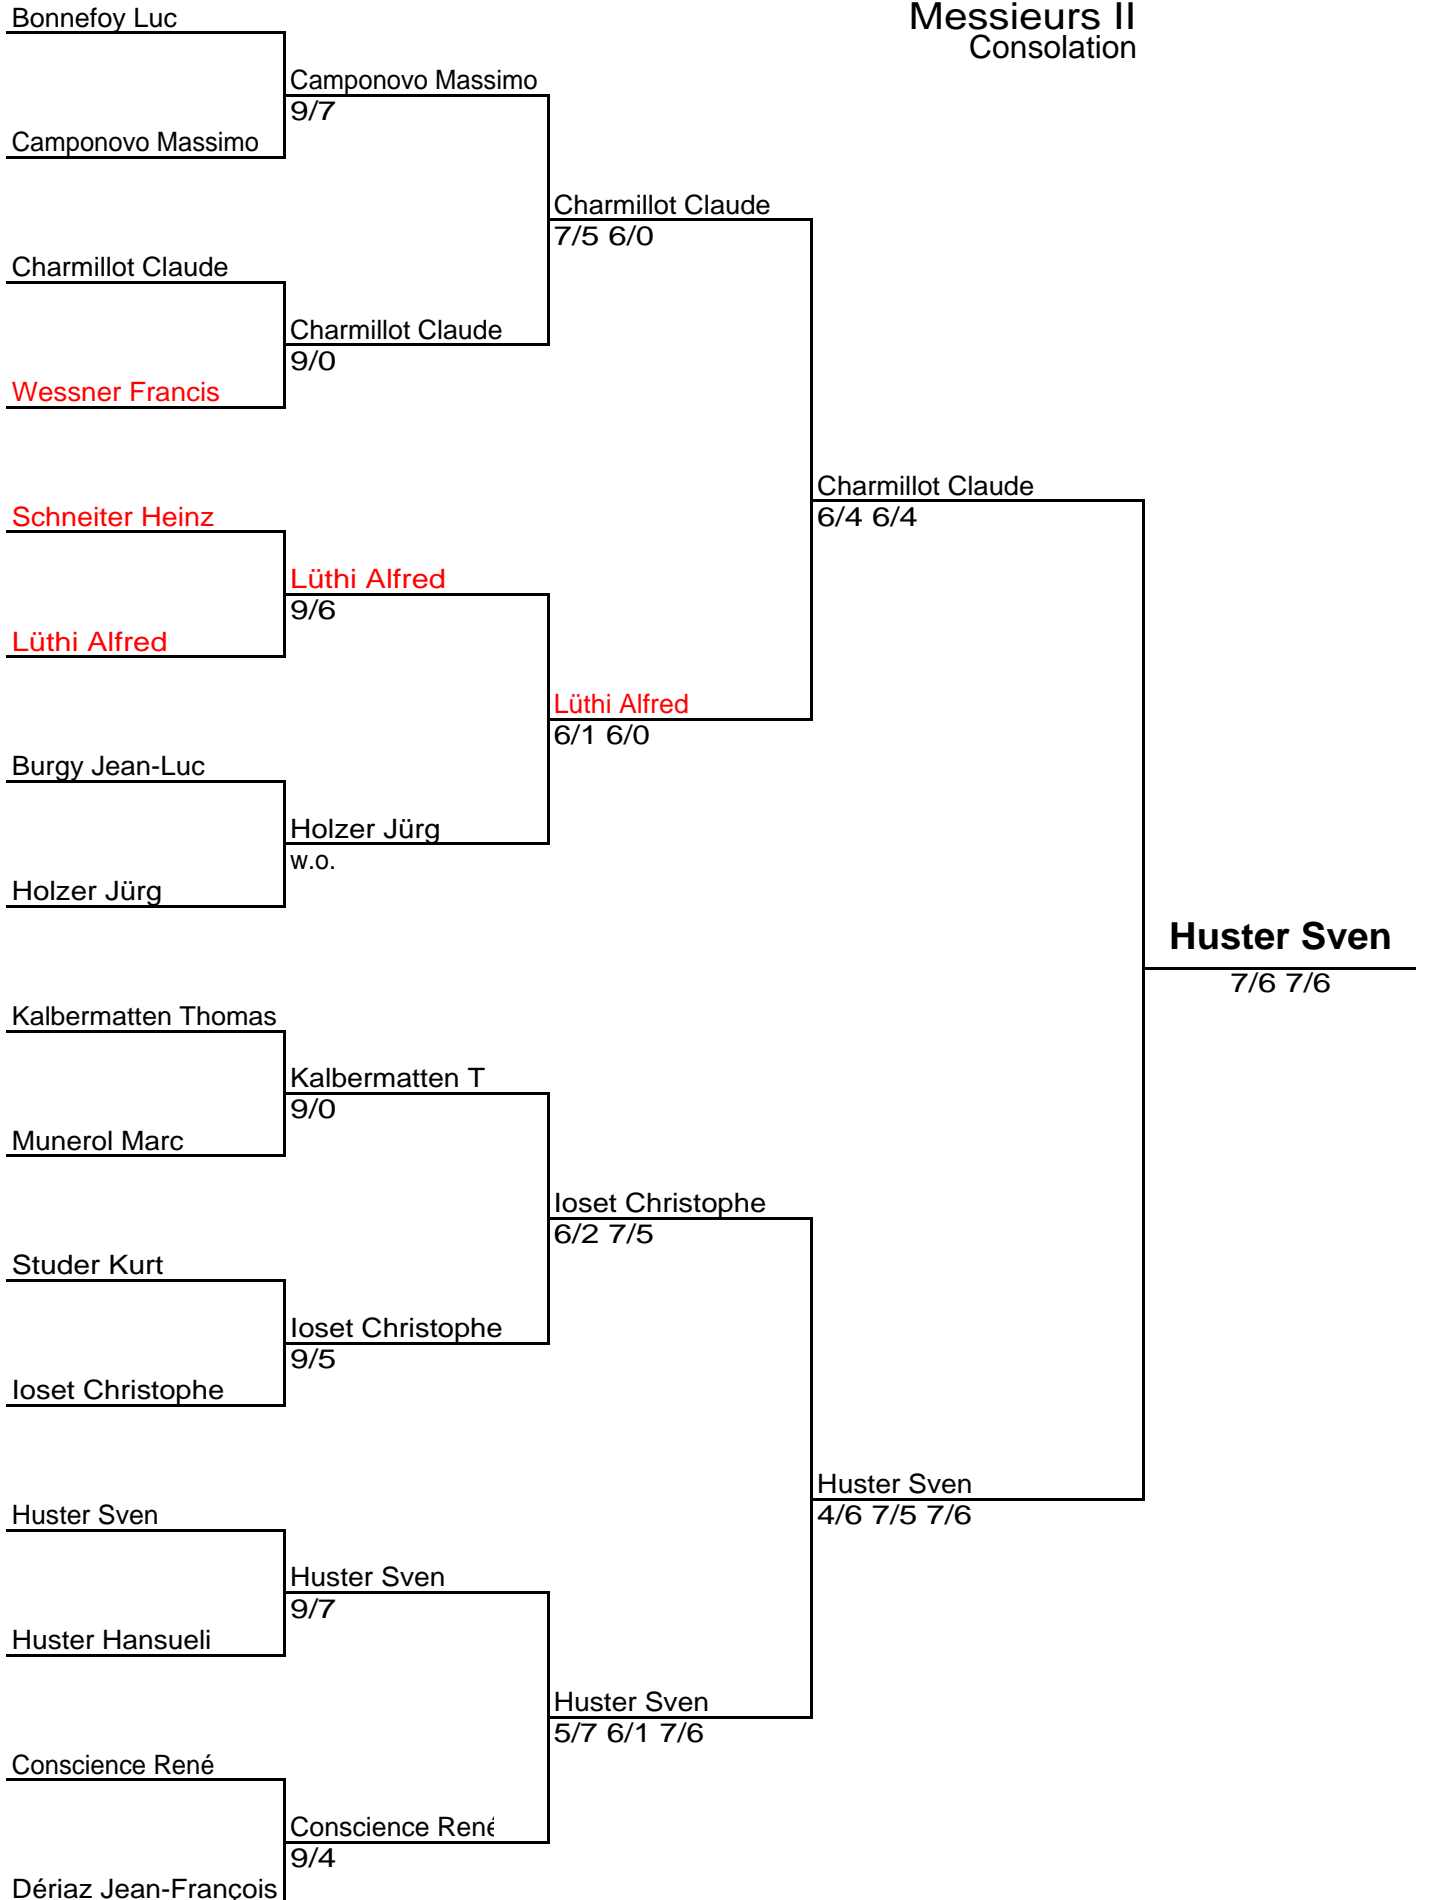 Messieurs II
Consolation
Bonnefoy Luc
Camponovo Massimo
9/7
Camponovo Massimo
Charmillot Claude
7/5 6/0
Charmillot Claude
Charmillot Claude
9/0
Wessner Francis
Charmillot Claude
6/4 6/4
Schneiter Heinz
Lüthi Alfred
9/6
Lüthi Alfred
Lüthi Alfred
6/1 6/0
Burgy Jean-Luc
Holzer Jürg
w.o.
Holzer Jürg
Huster Sven
7/6 7/6
Kalbermatten Thomas
Kalbermatten T
9/0
Munerol Marc
Ioset Christophe
6/2 7/5
Studer Kurt
Ioset Christophe
9/5
Ioset Christophe
Huster Sven
4/6 7/5 7/6
Huster Sven
Huster Sven
9/7
Huster Hansueli
Huster Sven
5/7 6/1 7/6
Conscience René
Conscience René
9/4
Dériaz Jean-François